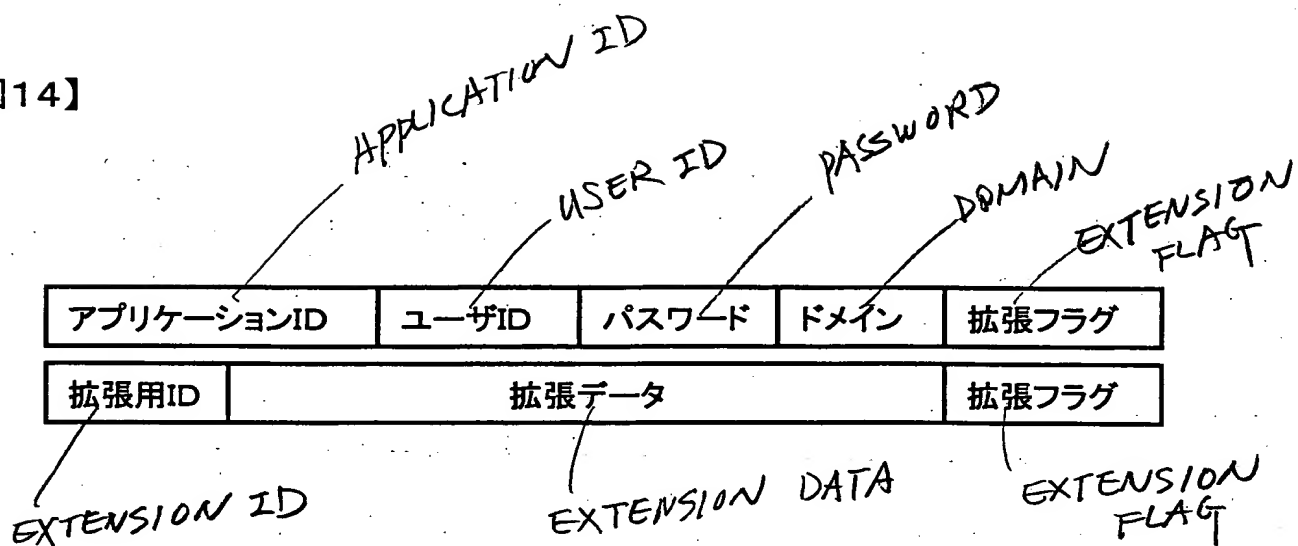 図14】
APPLICATION ID
USER ID
PASSWORD
DOMAIN
EXTENSION
FLAG
アプリケーションID ユーザID パスワード ドメイン 拡張フラグ
拡張用ID 拡張データ 拡張フラグ
EXTENSION ID
EXTENSION DATA
EXTENSION
FLAG